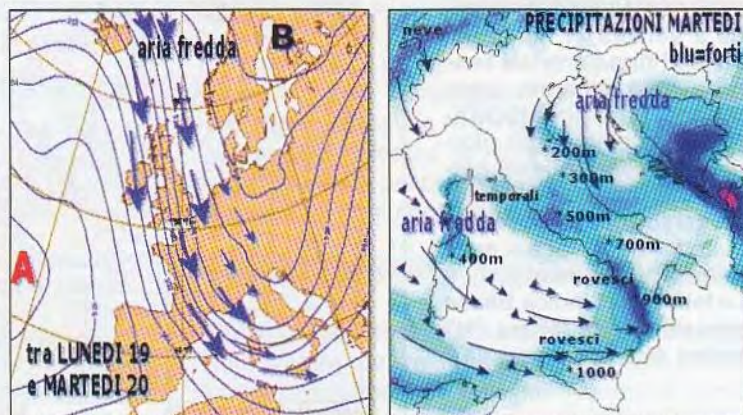 aria fredda
B
A
tra LUNEDI 19
e MARTEDI 20
PRECIPITAZIONI MARTEDI
blu=forti
neve
aria fredda
*200m
*300m
temporali
*500m
aria fredda
*700m
*400m
rovesci
*900m
rovesci
*1000